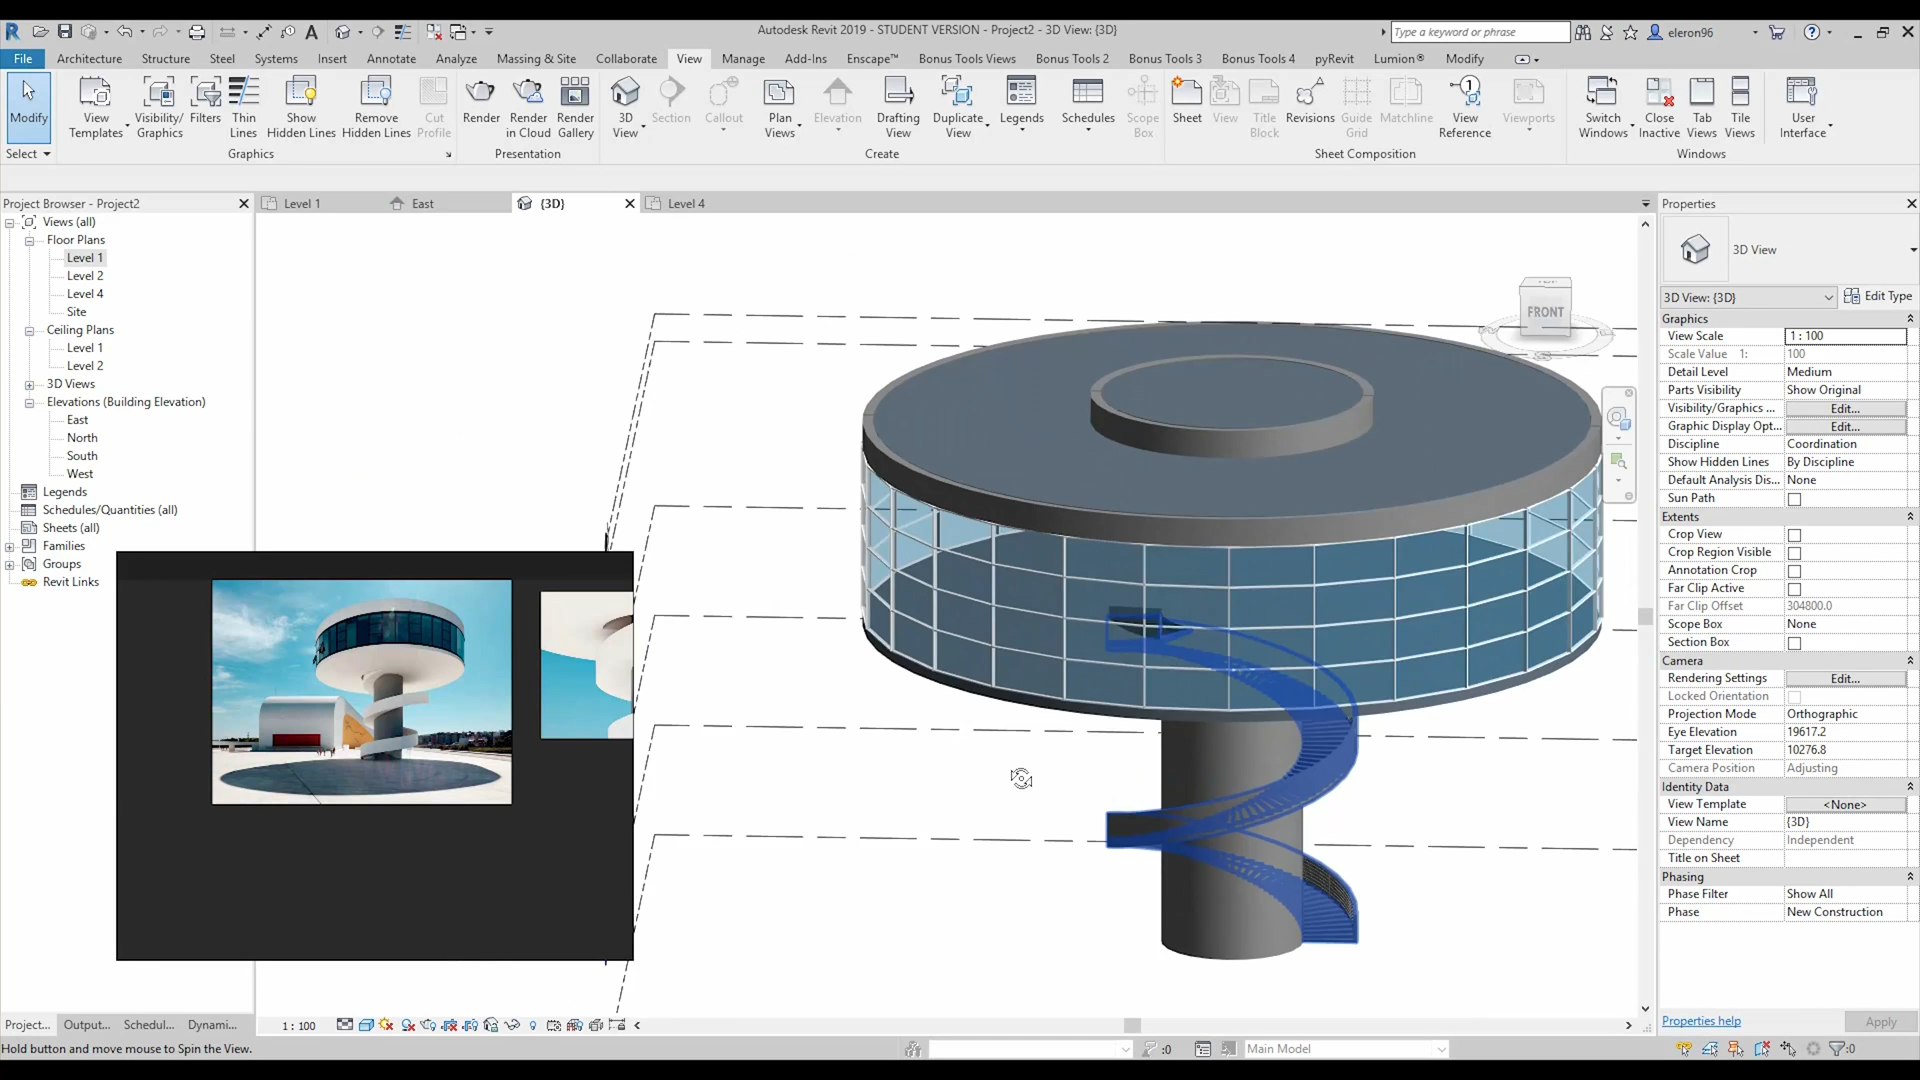 Autodesk Revit 2019 - STUDENT VERSION - Project2 - 3D View: {3D}
Type a keyword or phrase
eleron96
File Architecture Structure Steel Systems Insert Annotate Analyze Massing & Site Collaborate View Manage Add-Ins Enscape™ Bonus Tools Views Bonus Tools 2 Bonus Tools 3 Bonus Tools 4 pyRevit Lumion® Modify
Modify
View Templates
Visibility/ Graphics
Filters
Thin Lines
Show Hidden Lines
Remove Hidden Lines
Cut Profile
Render
Render in Cloud
Render Gallery
3D View
Section
Callout
Plan Views
Elevation
Drafting View
Duplicate View
Legends
Schedules
Scope Box
Sheet
View
Title Block
Revisions
Guide Grid
Matchline
View Reference
Viewports
Switch Windows
Close Inactive
Tab Views
Tile Views
User Interface
Select Graphics Presentation Create Sheet Composition Windows
Project Browser - Project2
Views (all)
Floor Plans
Level 1
Level 2
Level 4
Site
Ceiling Plans
Level 1
Level 2
3D Views
Elevations (Building Elevation)
East
North
South
West
Legends
Schedules/Quantities (all)
Sheets (all)
Families
Groups
Revit Links
Project... Output... Schedul... Dynami...
Level 1 East {3D} Level 4
FRONT
1 : 100
Properties
3D View
3D View: {3D} Edit Type
Graphics
View Scale 1 : 100
Scale Value 1: 100
Detail Level Medium
Parts Visibility Show Original
Visibility/Graphics ... Edit...
Graphic Display Opt... Edit...
Discipline Coordination
Show Hidden Lines By Discipline
Default Analysis Dis... None
Sun Path
Extents
Crop View
Crop Region Visible
Annotation Crop
Far Clip Active
Far Clip Offset 304800.0
Scope Box None
Section Box
Camera
Rendering Settings Edit...
Locked Orientation
Projection Mode Orthographic
Eye Elevation 19617.2
Target Elevation 10276.8
Camera Position Adjusting
Identity Data
View Template <None>
View Name {3D}
Dependency Independent
Title on Sheet
Phasing
Phase Filter Show All
Phase New Construction
Properties help Apply
Hold button and move mouse to Spin the View.
:0
Main Model
:0